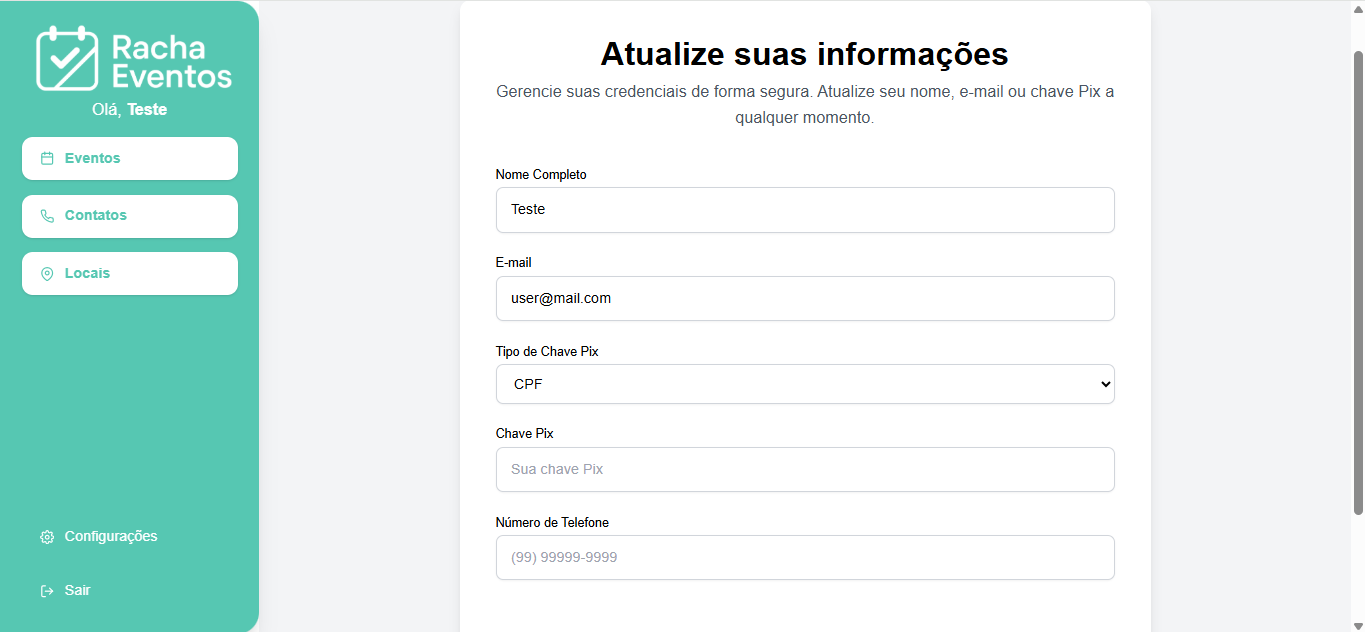 Racha
Eventos
Olá, Teste
Eventos
Contatos
Locais
Configurações
Sair
Atualize suas informações
Gerencie suas credenciais de forma segura. Atualize seu nome, e-mail ou chave Pix a
qualquer momento.
Nome Completo
Teste
E-mail
user@mail.com
Tipo de Chave Pix
CPF
Chave Pix
Sua chave Pix
Número de Telefone
(99) 99999-9999